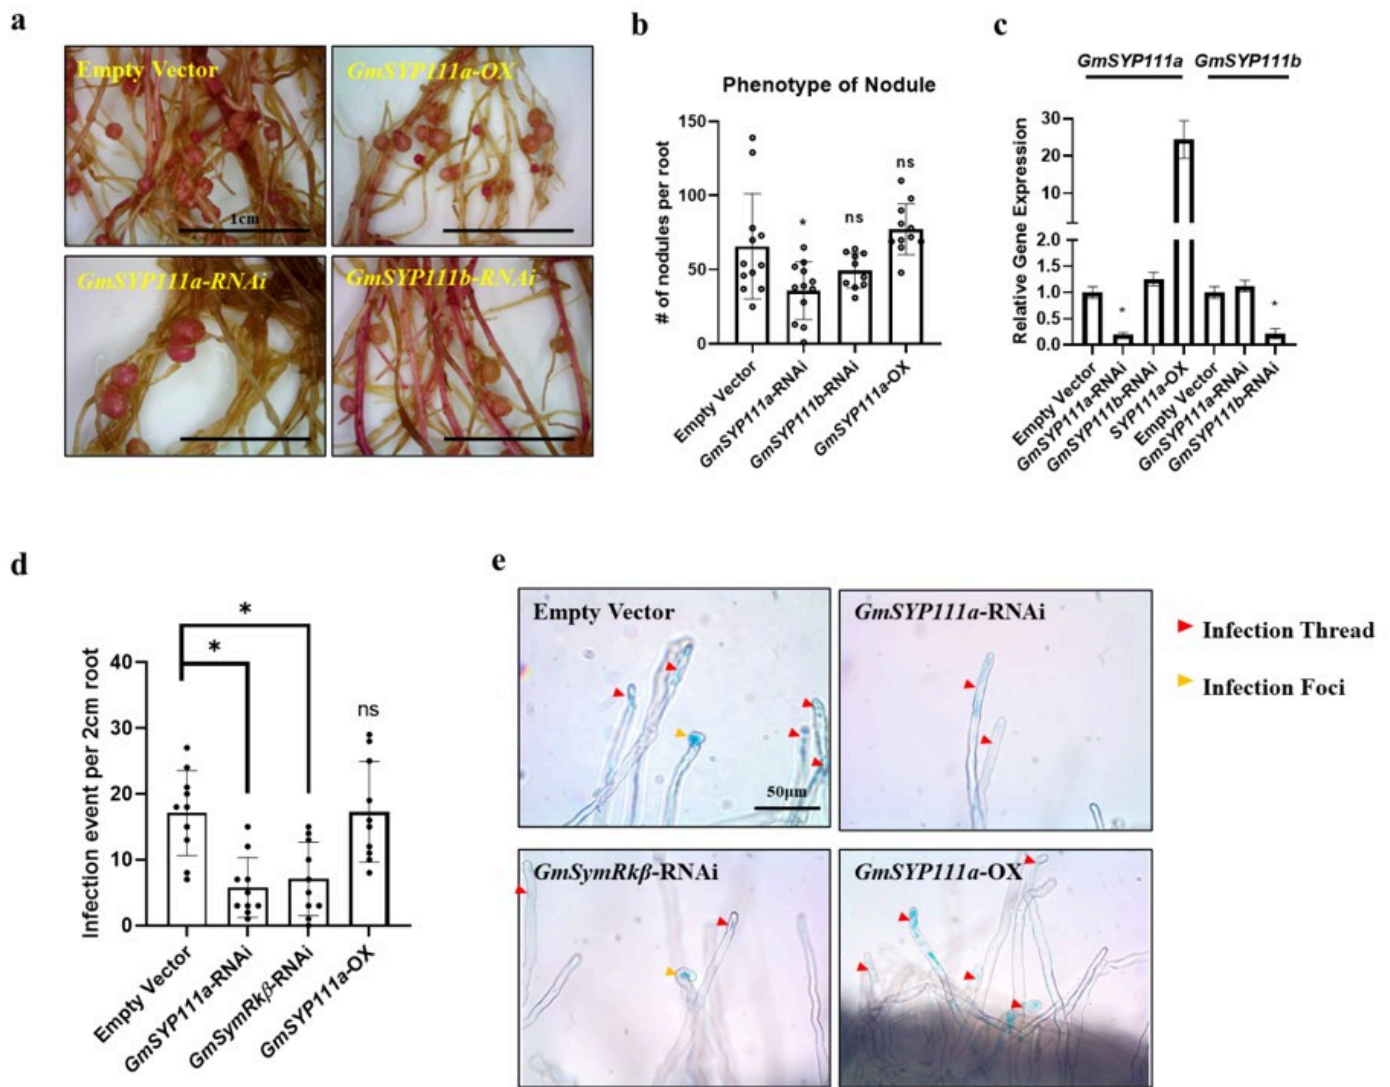 a
Empty Vector
GmSYP111a-OX
1cm
GmSYP111a-RNAi
GmSYP111b-RNAi
b
Phenotype of Nodule
# of nodules per root
150
100
50
0
*
ns
ns
Empty Vector
GmSYP111a-RNAi
GmSYP111b-RNAi
GmSYP111a-OX
c
GmSYP111a GmSYP111b
Relative Gene Expression
30
20
10
2.0
1.5
1.0
0.5
0.0
*
*
Empty Vector
GmSYP111a-RNAi
GmSYP111b-RNAi
SYP111a-OX
Empty Vector
GmSYP111a-RNAi
GmSYP111b-RNAi
d
Infection event per 2cm root
40
30
20
10
0
*
*
ns
Empty Vector
GmSYP111a-RNAi
GmSymRkβ-RNAi
GmSYP111a-OX
e
Empty Vector
50μm
GmSYP111a-RNAi
GmSymRkβ-RNAi
GmSYP111a-OX
Infection Thread
Infection Foci